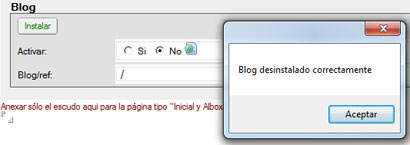 Blog
Instalar
Activar:
Si
No
Blog/ref:
/
Blog desinstalado correctamente
Aceptar
Anexar sólo el escudo aqui para la página tipo "Inicial y Albox